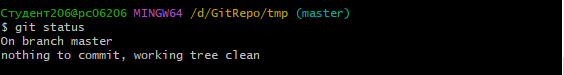 Студент206@pc06206 MINGW64 /d/GitRepo/tmp (master)
$ git status
On branch master
nothing to commit, working tree clean